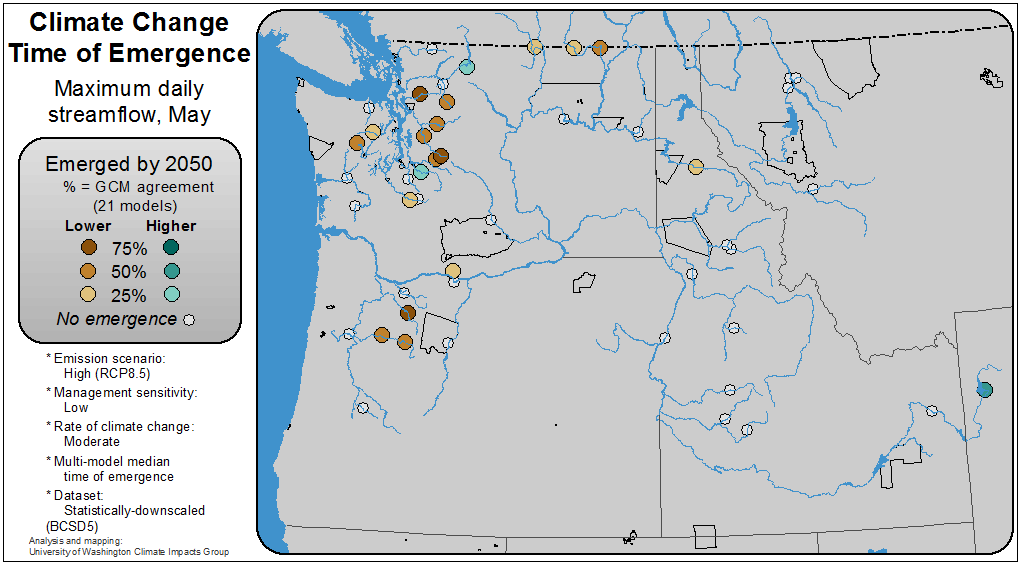 Climate Change
Time of Emergence
Maximum daily
streamflow, May
Emerged by 2050
% = GCM agreement
(21 models)
Lower Higher
75%
50%
25%
No emergence
* Emission scenario:
High (RCP8.5)
* Management sensitivity:
Low
* Rate of climate change:
Moderate
* Multi-model median
time of emergence
* Dataset:
Statistically-downscaled
(BCSD5)
Analysis and mapping:
University of Washington Climate Impacts Group